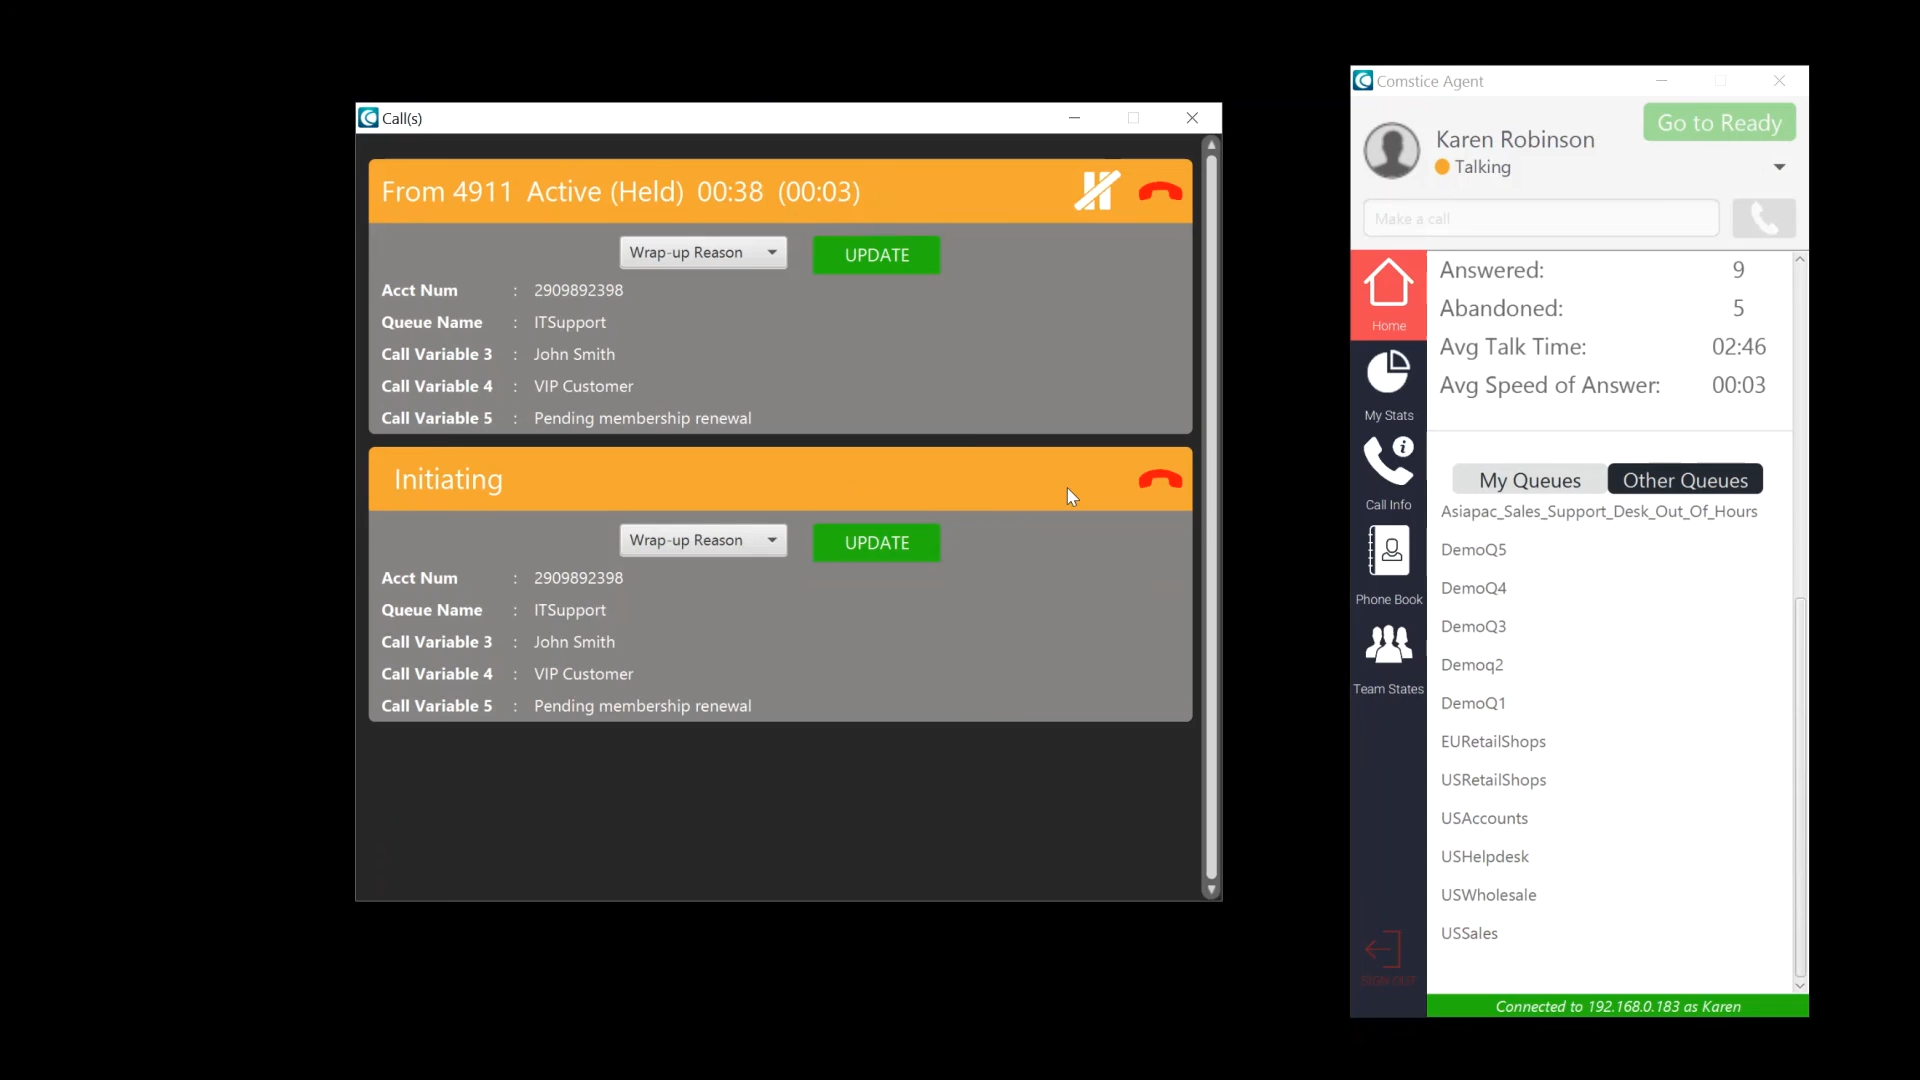 Call(s)
From 4911 Active (Held) 00:38 (00:03)
Wrap-up Reason
UPDATE
Acct Num : 2909892398
Queue Name : ITSupport
Call Variable 3 : John Smith
Call Variable 4 : VIP Customer
Call Variable 5 : Pending membership renewal
Initiating
Wrap-up Reason
UPDATE
Acct Num : 2909892398
Queue Name : ITSupport
Call Variable 3 : John Smith
Call Variable 4 : VIP Customer
Call Variable 5 : Pending membership renewal
Comstice Agent
Go to Ready
Karen Robinson
Talking
Make a call
Home
My Stats
Call Info
Phone Book
Team States
SIGN OUT
Answered: 9
Abandoned: 5
Avg Talk Time: 02:46
Avg Speed of Answer: 00:03
My Queues Other Queues
Asiapac_Sales_Support_Desk_Out_Of_Hours
DemoQ5
DemoQ4
DemoQ3
Demoq2
DemoQ1
EURetailShops
USRetailShops
USAccounts
USHelpdesk
USWholesale
USSales
Connected to 192.168.0.183 as Karen